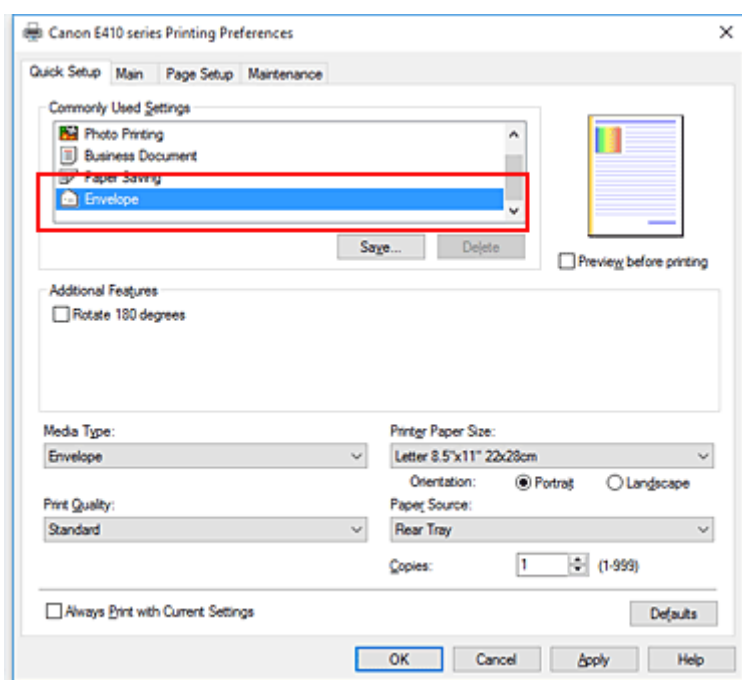 Canon E410 series Printing Preferences
Quick Setup Main Page Setup Maintenance
Commonly Used Settings
Photo Printing
Business Document
Paper Saving
Envelope
Save... Delete
Preview before printing
Additional Features
Rotate 180 degrees
Media Type: Printer Paper Size:
Envelope Letter 8.5"x11" 22x28cm
Orientation: Portrait Landscape
Print Quality: Paper Source:
Standard Rear Tray
Copies: 1 (1-999)
Always Print with Current Settings Defaults
OK Cancel Apply Help